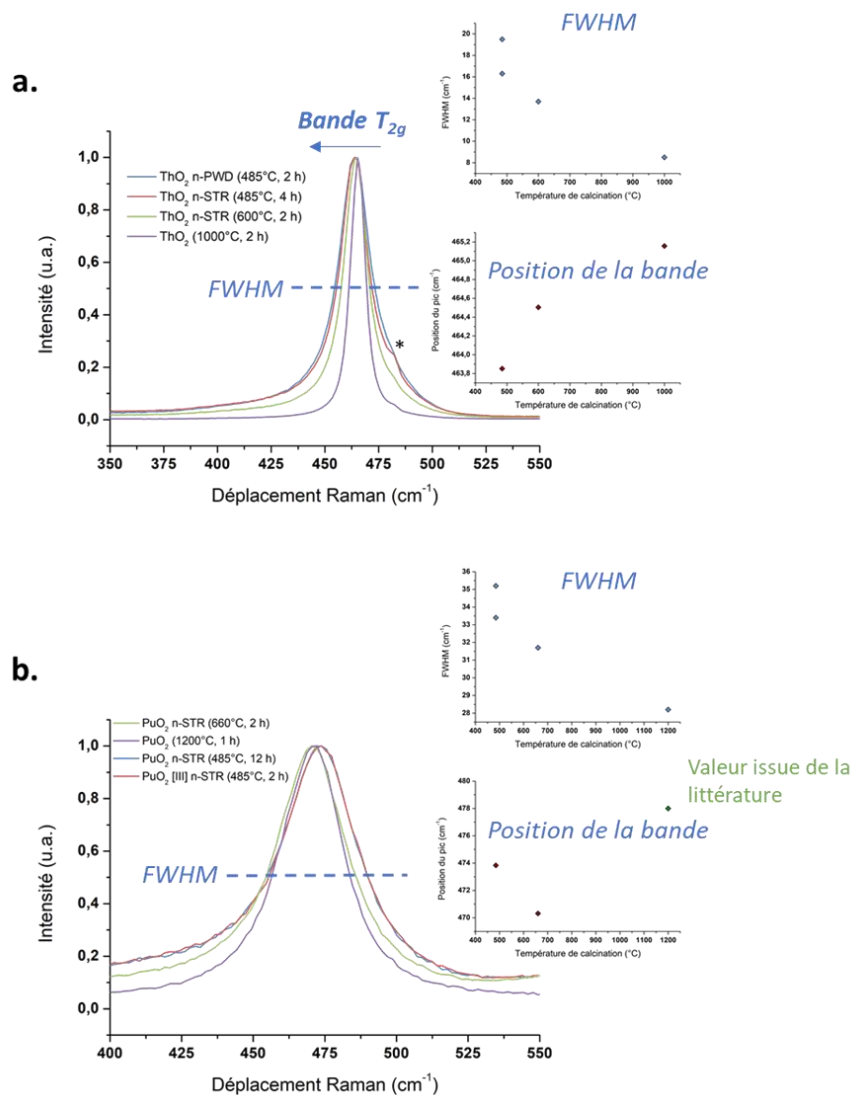 FWHM
a.
20
18
16
14
12
10
8
FWHM (cm-1)
400 500 600 700 800 900 1000
Température de calcination (°C)
Bande T2g
ThO2 n-PWD (485°C, 2 h)
ThO2 n-STR (485°C, 4 h)
ThO2 n-STR (600°C, 2 h)
ThO2 (1000°C, 2 h)
FWHM
*
1,0
0,8
0,6
0,4
0,2
0,0
Intensité (u.a.)
350 375 400 425 450 475 500 525 550
Déplacement Raman (cm-1)
Position de la bande
465,2
464,8
464,4
464,0
463,8
Position du pic (cm-1)
400 500 600 700 800 900 1000
Température de calcination (°C)
FWHM
36
35
34
33
32
31
30
29
28
FWHM (cm-1)
400 500 600 700 800 900 1000 1100 1200
Température de calcination (°C)
b.
PuO2 n-STR (660°C, 2 h)
PuO2 (1200°C, 1 h)
PuO2 n-STR (485°C, 12 h)
PuO2 [III] n-STR (485°C, 2 h)
FWHM
1,0
0,8
0,6
0,4
0,2
0,0
Intensité (u.a.)
400 425 450 475 500 525 550
Déplacement Raman (cm-1)
Valeur issue de la
littérature
Position de la bande
480
478
476
474
472
470
Position du pic (cm-1)
400 500 600 700 800 900 1000 1100 1200
Température de calcination (°C)